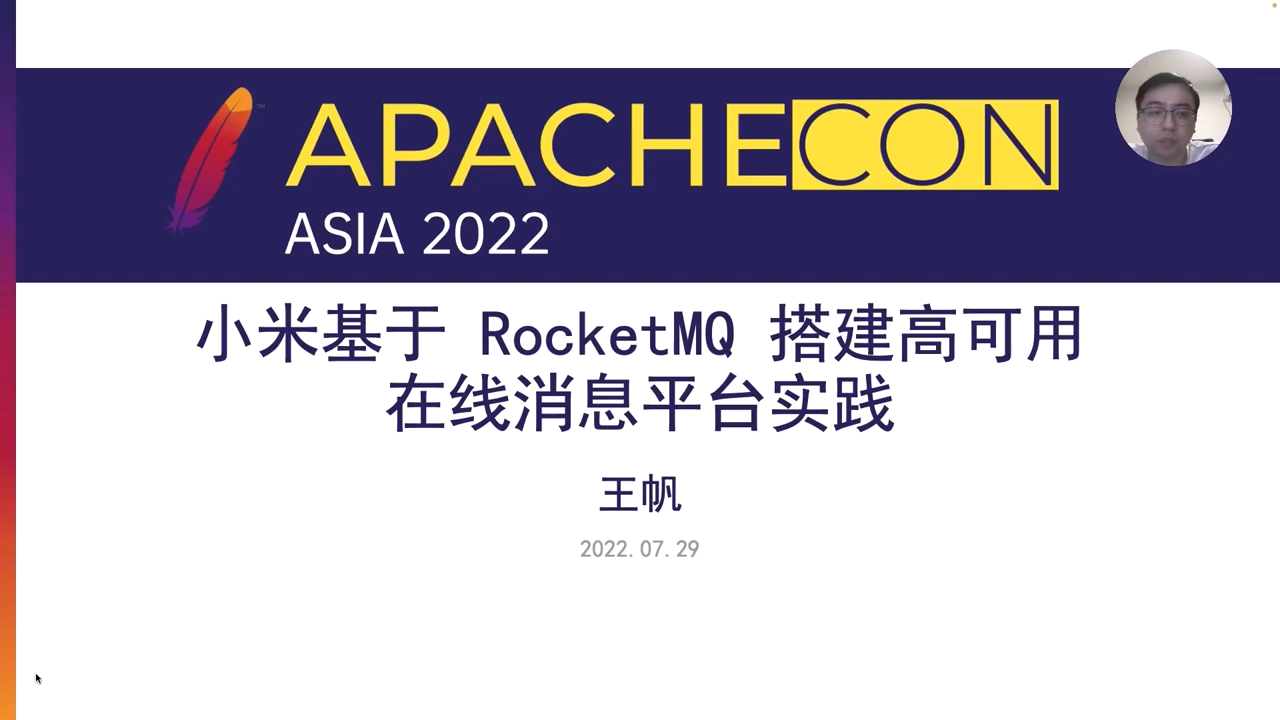 APACHECON
™
ASIA 2022
小米基于 RocketMQ 搭建高可用
在线消息平台实践
王帆
2022.07.29